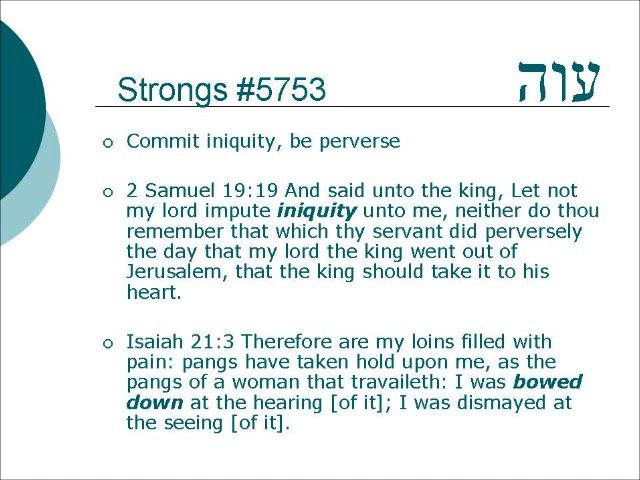 Strongs #5753 עוה
Commit iniquity, be perverse
2 Samuel 19:19 And said unto the king, Let not
my lord impute iniquity unto me, neither do thou
remember that which thy servant did perversely
the day that my lord the king went out of
Jerusalem, that the king should take it to his
heart.
Isaiah 21:3 Therefore are my loins filled with
pain: pangs have taken hold upon me, as the
pangs of a woman that travaileth: I was bowed
down at the hearing [of it]; I was dismayed at
the seeing [of it].